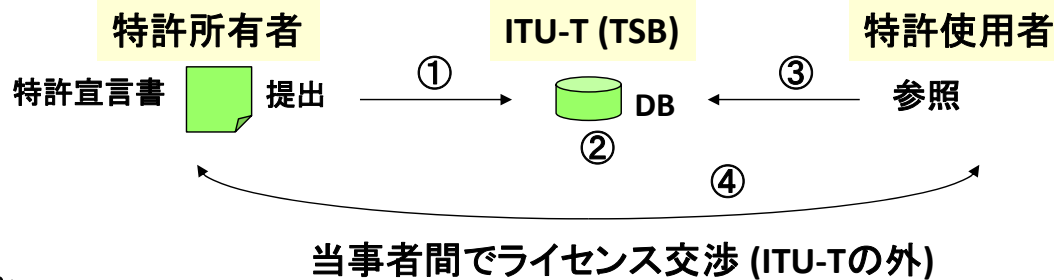 特許所有者 ITU-T (TSB) 特許使用者
特許宣言書 提出 ① DB ③ 参照
②
④
当事者間でライセンス交渉 (ITU-Tの外)